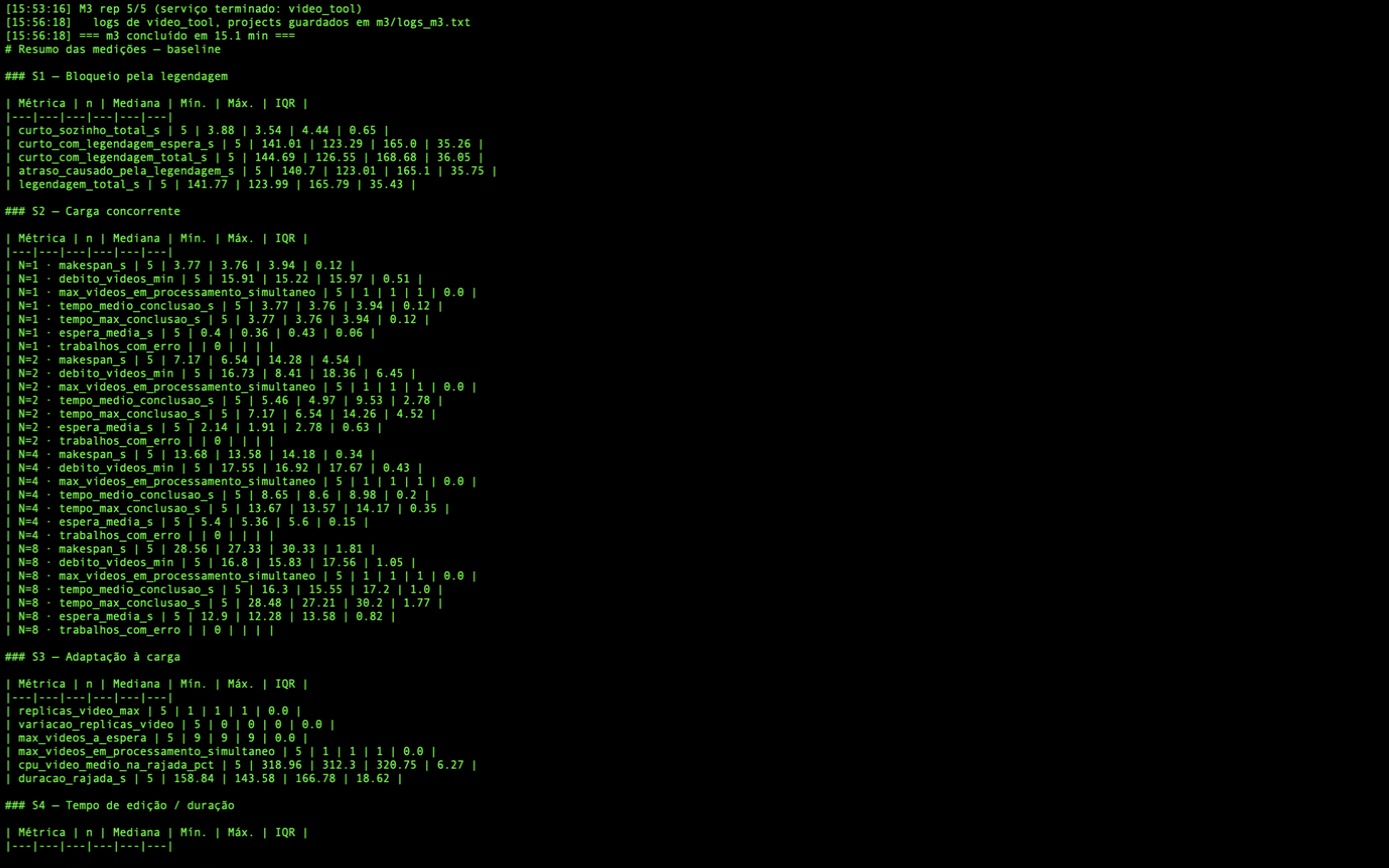 [15:53:16] M3 rep 5/5 (serviço terminado: video_tool)
[15:56:18]   logs de video_tool, projects guardados em m3/logs_m3.txt
[15:56:18] === m3 concluído em 15.1 min ===
# Resumo das medições — baseline
### S1 — Bloqueio pela legendagem
| Métrica | n | Mediana | Mín. | Máx. | IQR |
|---|---|---|---|---|---|
| curto_sozinho_total_s | 5 | 3.88 | 3.54 | 4.44 | 0.65 |
| curto_com_legendagem_espera_s | 5 | 141.01 | 123.29 | 165.0 | 35.26 |
| curto_com_legendagem_total_s | 5 | 144.69 | 126.55 | 168.68 | 36.05 |
| atraso_causado_pela_legendagem_s | 5 | 140.7 | 123.01 | 165.1 | 35.75 |
| legendagem_total_s | 5 | 141.77 | 123.99 | 165.79 | 35.43 |
### S2 — Carga concorrente
| Métrica | n | Mediana | Mín. | Máx. | IQR |
|---|---|---|---|---|---|
| N=1 · makespan_s | 5 | 3.77 | 3.76 | 3.94 | 0.12 |
| N=1 · debito_videos_min | 5 | 15.91 | 15.22 | 15.97 | 0.51 |
| N=1 · max_videos_em_processamento_simultaneo | 5 | 1 | 1 | 1 | 0.0 |
| N=1 · tempo_medio_conclusao_s | 5 | 3.77 | 3.76 | 3.94 | 0.12 |
| N=1 · tempo_max_conclusao_s | 5 | 3.77 | 3.76 | 3.94 | 0.12 |
| N=1 · espera_media_s | 5 | 0.4 | 0.36 | 0.43 | 0.06 |
| N=1 · trabalhos_com_erro | | 0 | | | |
| N=2 · makespan_s | 5 | 7.17 | 6.54 | 14.28 | 4.54 |
| N=2 · debito_videos_min | 5 | 16.73 | 8.41 | 18.36 | 6.45 |
| N=2 · max_videos_em_processamento_simultaneo | 5 | 1 | 1 | 1 | 0.0 |
| N=2 · tempo_medio_conclusao_s | 5 | 5.46 | 4.97 | 9.53 | 2.78 |
| N=2 · tempo_max_conclusao_s | 5 | 7.17 | 6.54 | 14.26 | 4.52 |
| N=2 · espera_media_s | 5 | 2.14 | 1.91 | 2.78 | 0.63 |
| N=2 · trabalhos_com_erro | | 0 | | | |
| N=4 · makespan_s | 5 | 13.68 | 13.58 | 14.18 | 0.34 |
| N=4 · debito_videos_min | 5 | 17.55 | 16.92 | 17.67 | 0.43 |
| N=4 · max_videos_em_processamento_simultaneo | 5 | 1 | 1 | 1 | 0.0 |
| N=4 · tempo_medio_conclusao_s | 5 | 8.65 | 8.6 | 8.98 | 0.2 |
| N=4 · tempo_max_conclusao_s | 5 | 13.67 | 13.57 | 14.17 | 0.35 |
| N=4 · espera_media_s | 5 | 5.4 | 5.36 | 5.6 | 0.15 |
| N=4 · trabalhos_com_erro | | 0 | | | |
| N=8 · makespan_s | 5 | 28.56 | 27.33 | 30.33 | 1.81 |
| N=8 · debito_videos_min | 5 | 16.8 | 15.83 | 17.56 | 1.05 |
| N=8 · max_videos_em_processamento_simultaneo | 5 | 1 | 1 | 1 | 0.0 |
| N=8 · tempo_medio_conclusao_s | 5 | 16.3 | 15.55 | 17.2 | 1.0 |
| N=8 · tempo_max_conclusao_s | 5 | 28.48 | 27.21 | 30.2 | 1.77 |
| N=8 · espera_media_s | 5 | 12.9 | 12.28 | 13.58 | 0.82 |
| N=8 · trabalhos_com_erro | | 0 | | | |
### S3 — Adaptação à carga
| Métrica | n | Mediana | Mín. | Máx. | IQR |
|---|---|---|---|---|---|
| replicas_video_max | 5 | 1 | 1 | 1 | 0.0 |
| variacao_replicas_video | 5 | 0 | 0 | 0 | 0.0 |
| max_videos_a_espera | 5 | 9 | 9 | 9 | 0.0 |
| max_videos_em_processamento_simultaneo | 5 | 1 | 1 | 1 | 0.0 |
| cpu_video_medio_na_rajada_pct | 5 | 318.96 | 312.3 | 320.75 | 6.27 |
| duracao_rajada_s | 5 | 158.84 | 143.58 | 166.78 | 18.62 |
### S4 — Tempo de edição / duração
| Métrica | n | Mediana | Mín. | Máx. | IQR |
|---|---|---|---|---|---|